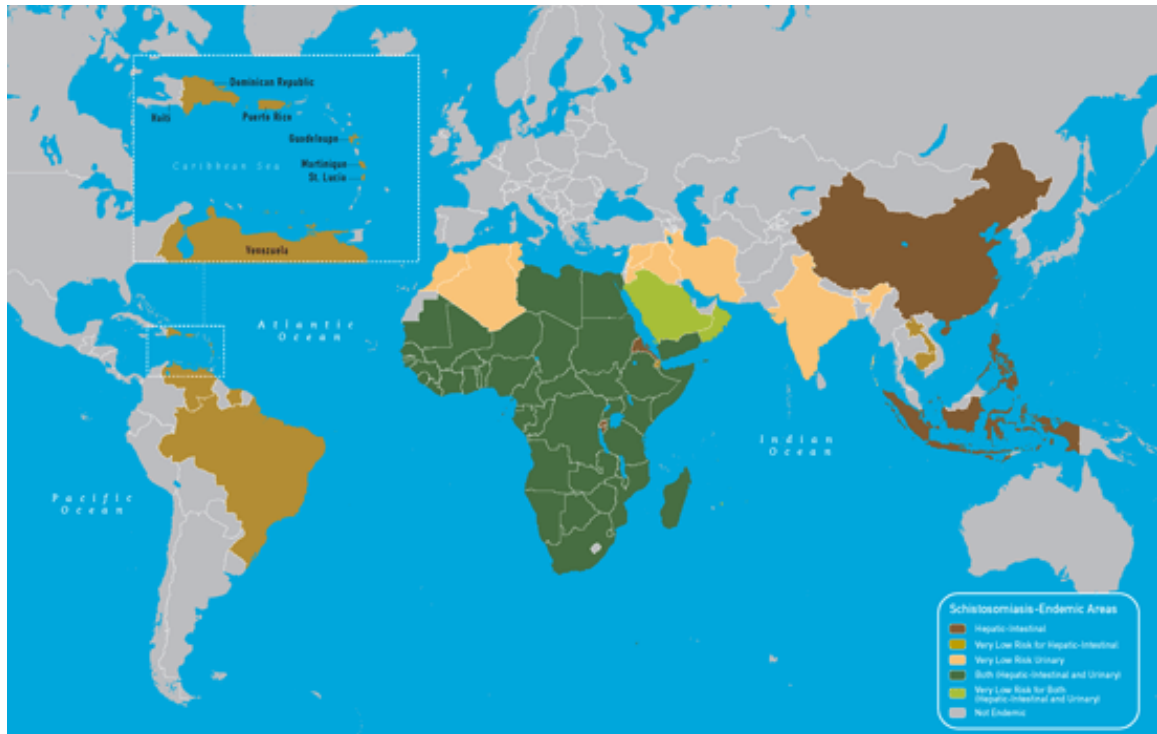 Dominican Republic
Haiti
Puerto Rico
Guadeloupe
Caribbean Sea
Martinique
St. Lucia
Venezuela
Atlantic
Ocean
Pacific
Ocean
Indian
Ocean
Schistosomiasis-Endemic Areas
Hepatic-Intestinal
Very Low Risk for Hepatic-Intestinal
Very Low Risk Urinary
Both (Hepatic-Intestinal and Urinary)
Very Low Risk for Both
(Hepatic-Intestinal and Urinary)
Not Endemic